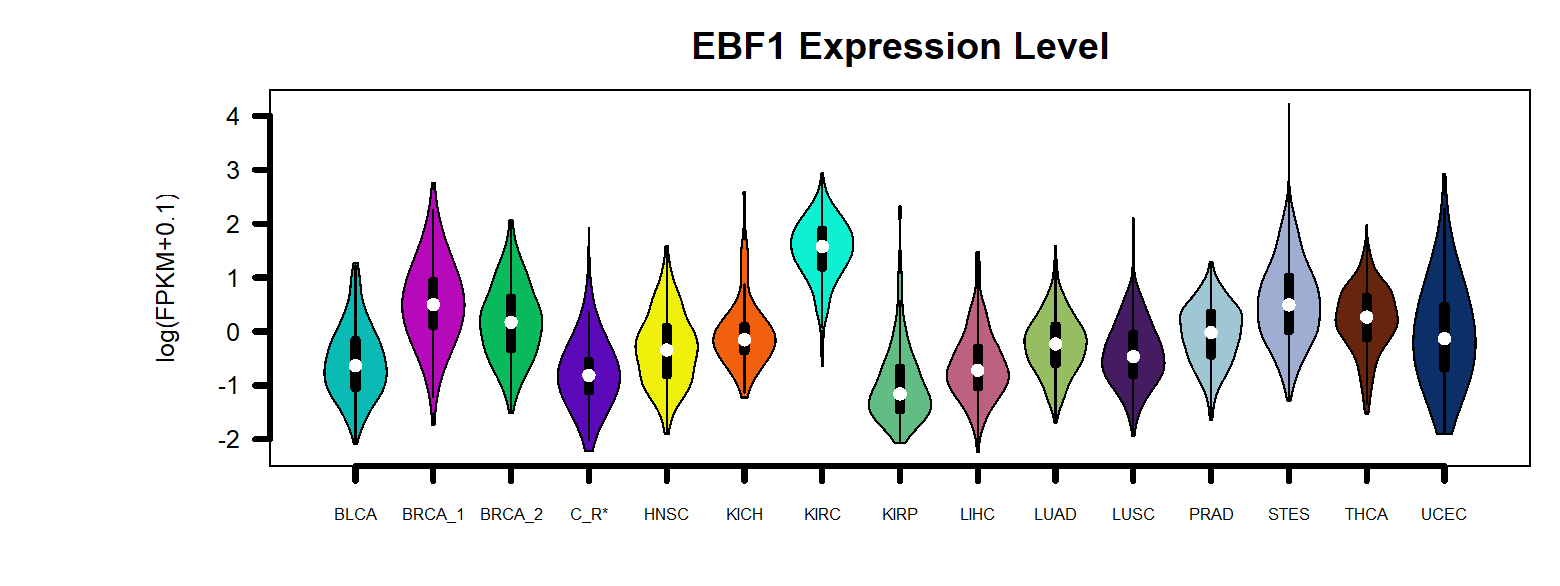 EBF1 Expression Level
log(FPKM+0.1)
4
3
2
1
0
-1
-2
BLCA BRCA_1 BRCA_2 C_R* HNSC KICH KIRC KIRP LIHC LUAD LUSC PRAD STES THCA UCEC